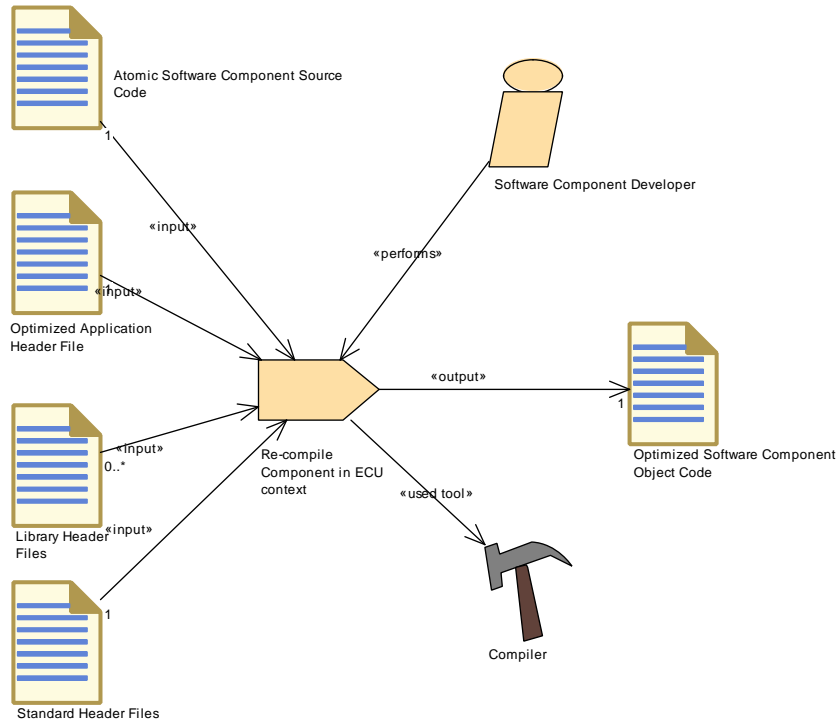 Atomic Software Component Source
Code
1
«input»
Software Component Developer
«performs»
1
«input»
Optimized Application
Header File
«output»
1
Optimized Software Component
Object Code
Re-compile
Component in ECU
context
«input»
0..*
«used tool»
Library Header
Files
«input»
1
Compiler
Standard Header Files